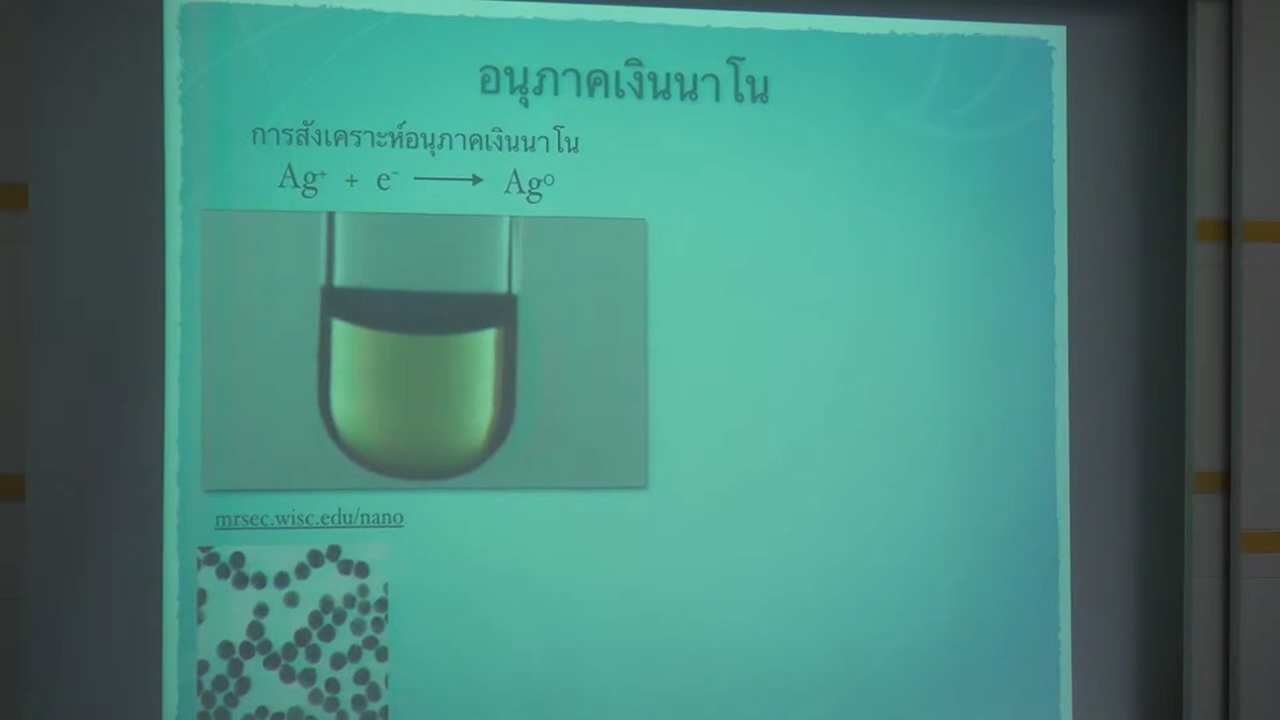 อนุภาคเงินนาโน
การสังเคราะห์อนุภาคเงินนาโน
Ag⁺ + e⁻ ⟶ Ag⁰
mrsec.wisc.edu/nano